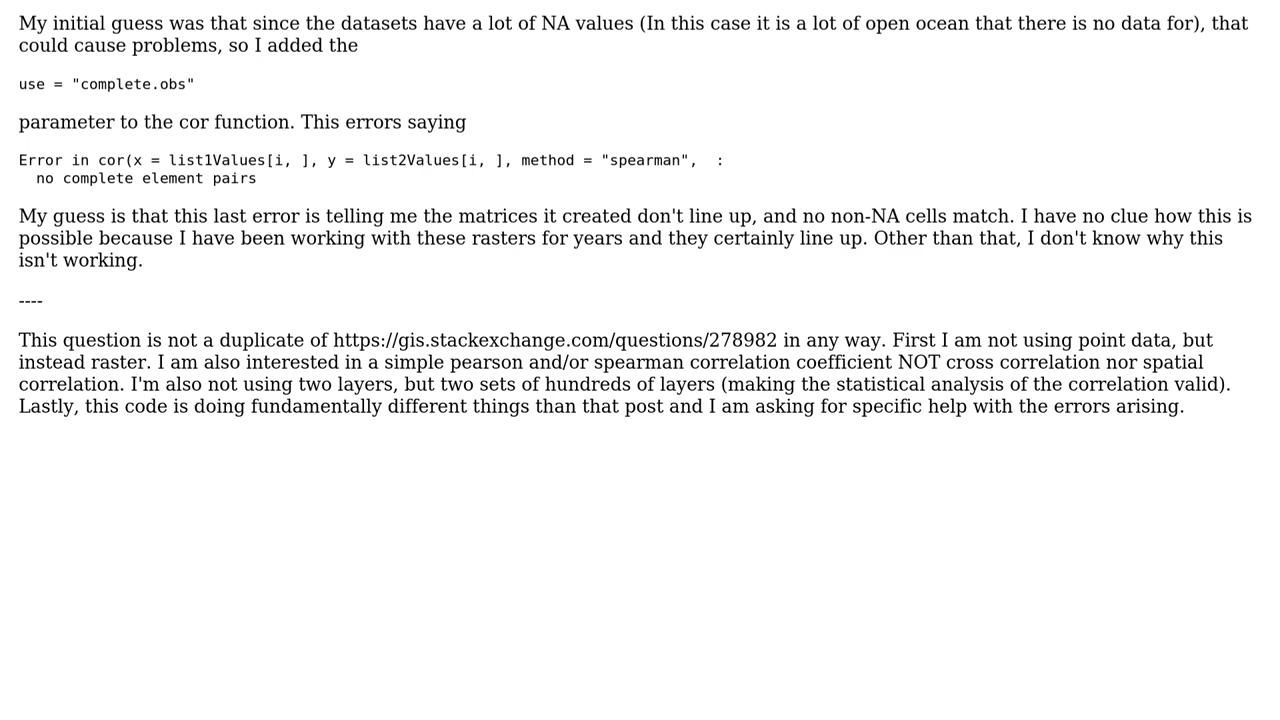 My initial guess was that since the datasets have a lot of NA values (In this case it is a lot of open ocean that there is no data for), that
could cause problems, so I added the
use = "complete.obs"
parameter to the cor function. This errors saying
Error in cor(x = list1Values[i, ], y = list2Values[i, ], method = "spearman",  :
  no complete element pairs
My guess is that this last error is telling me the matrices it created don't line up, and no non-NA cells match. I have no clue how this is
possible because I have been working with these rasters for years and they certainly line up. Other than that, I don't know why this
isn't working.
----
This question is not a duplicate of https://gis.stackexchange.com/questions/278982 in any way. First I am not using point data, but
instead raster. I am also interested in a simple pearson and/or spearman correlation coefficient NOT cross correlation nor spatial
correlation. I'm also not using two layers, but two sets of hundreds of layers (making the statistical analysis of the correlation valid).
Lastly, this code is doing fundamentally different things than that post and I am asking for specific help with the errors arising.